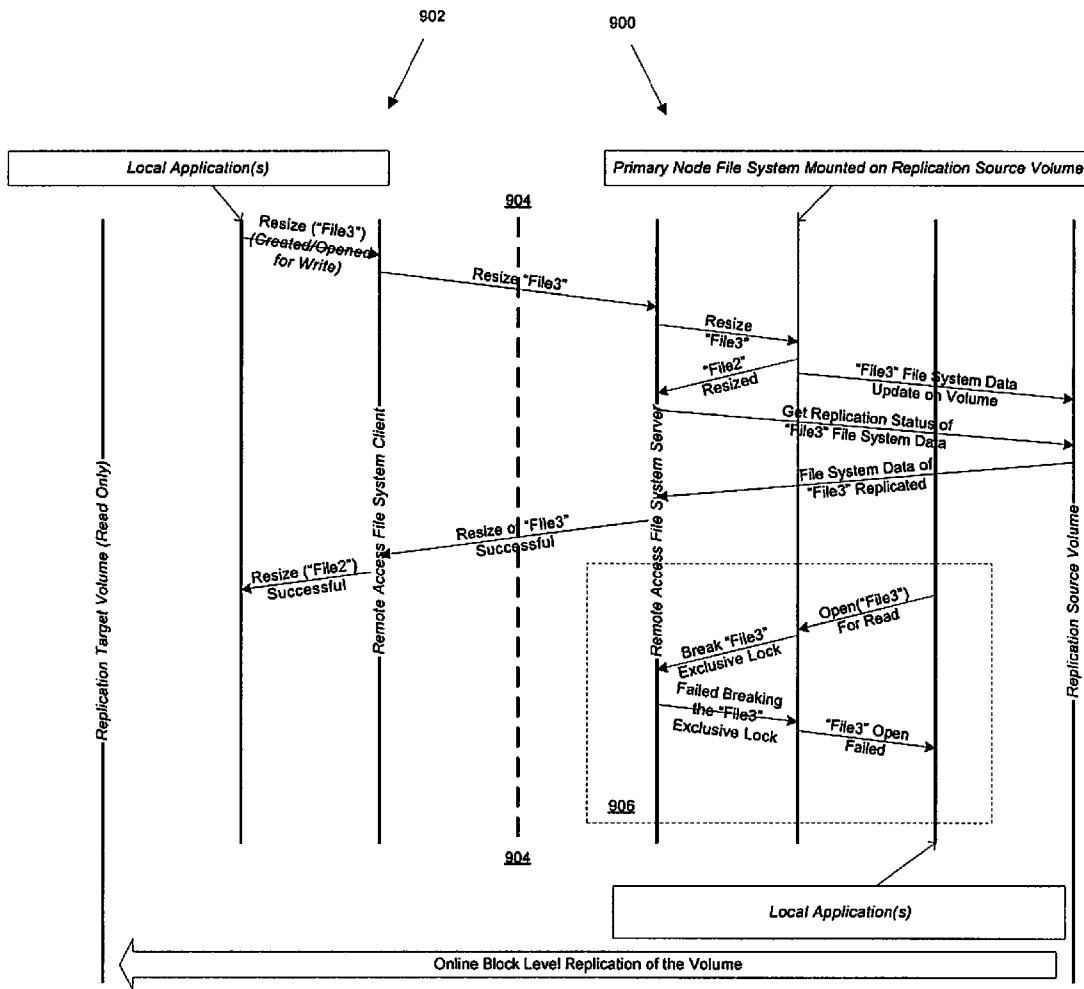 902
900
Local Application(s)
Primary Node File System Mounted on Replication Source Volume
904
Resize ("File3")
(Created/Opened
for Write)
Resize "File3"
Resize
"File3"
"File2"
Resized
"File3" File System Data
Update on Volume
Get Replication Status of
"File3" File System Data
File System Data of
"File3" Replicated
Resize of "File3"
Successful
Resize ("File2")
Successful
Replication Target Volume (Read Only)
Remote Access File System Client
Remote Access File System Server
Replication Source Volume
Open("File3")
For Read
Break "File3"
Exclusive Lock
Failed Breaking
the "File3"
Exclusive Lock
"File3" Open
Failed
906
904
Local Application(s)
Online Block Level Replication of the Volume